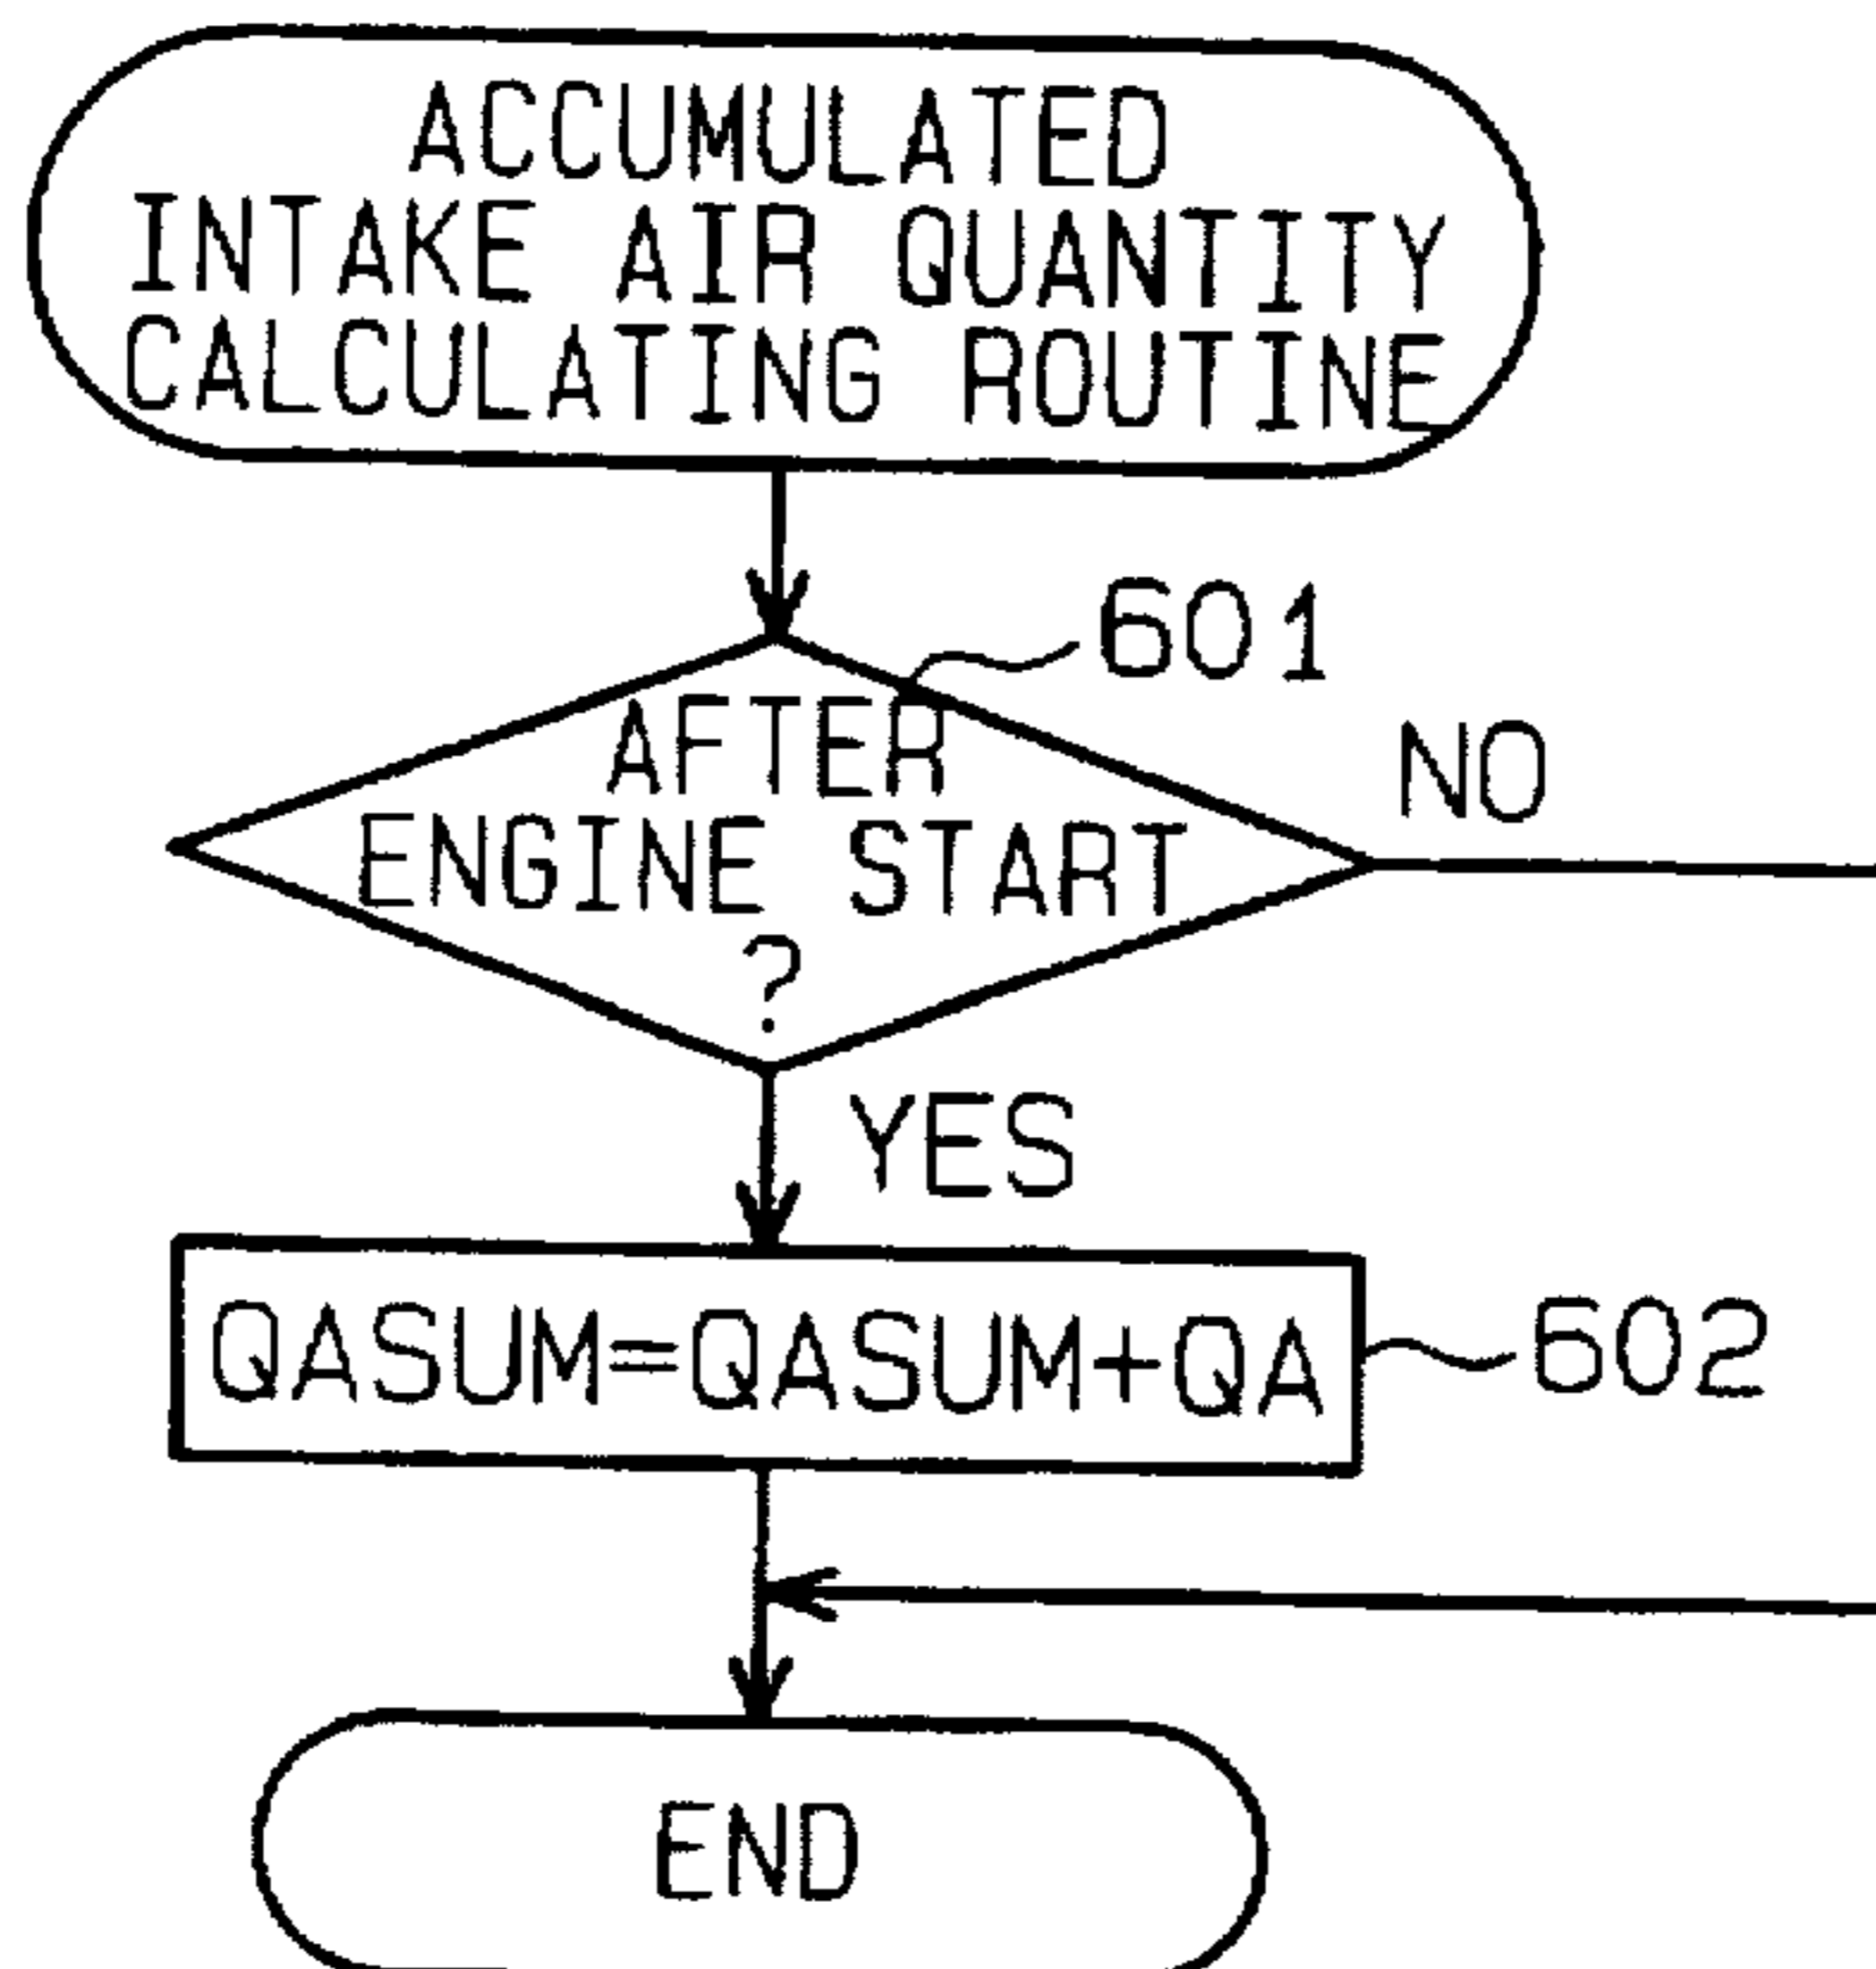 ACCUMULATED
INTAKE AIR QUANTITY
CALCULATING ROUTINE
601
AFTER
ENGINE START
?
NO
YES
QASUM=QASUM+QA
602
END